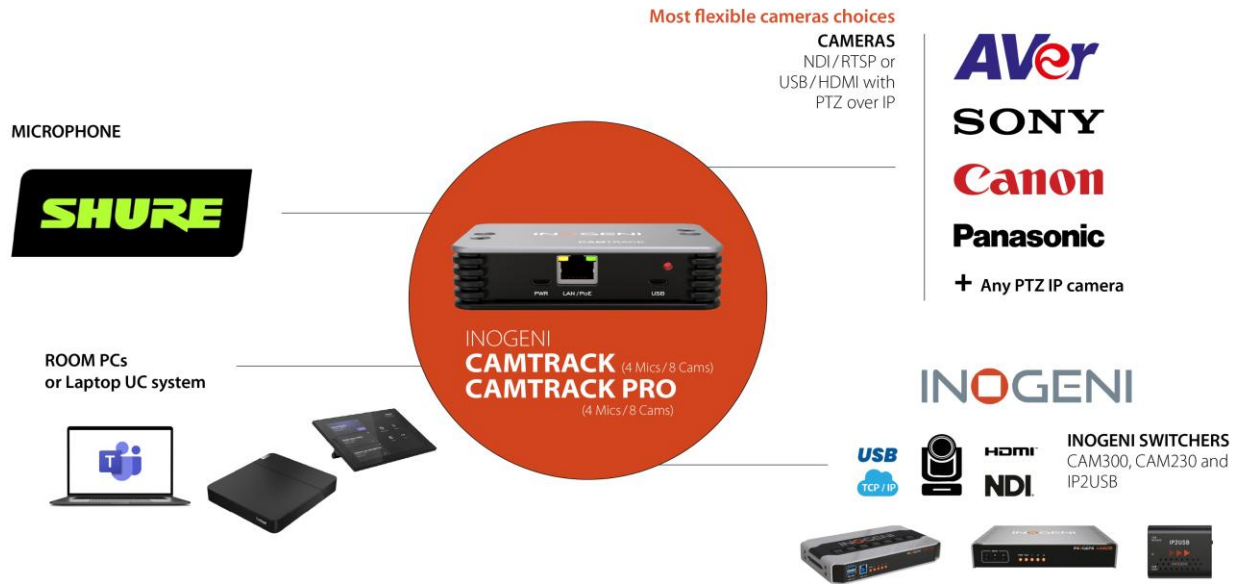 Most flexible cameras choices
CAMERAS
NDI/RTSP or
USB/HDMI with
PTZ over IP
AVer
SONY
Canon
Panasonic
+ Any PTZ IP camera
MICROPHONE
SHURE
INOGENI
CAMTRACK
PWR
LAN/PoE
USB
INOGENI
CAMTRACK (4 Mics/8 Cams)
CAMTRACK PRO
(4 Mics/8 Cams)
ROOM PCs
or Laptop UC system
T
INOGENI
USB
TCP/IP
HDMI
NDI
INOGENI SWITCHERS
CAM300, CAM230 and
IP2USB
INOGENI
IP2USB